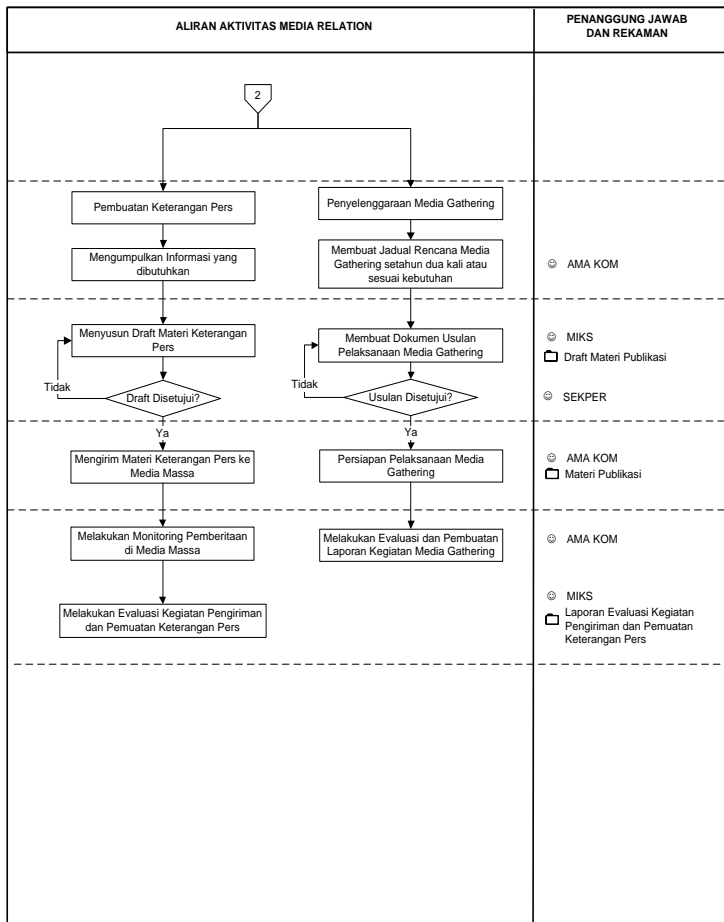 ALIRAN AKTIVITAS MEDIA RELATION
PENANGGUNG JAWAB
DAN REKAMAN
2
Pembuatan Keterangan Pers
Penyelenggaraan Media Gathering
Mengumpulkan Informasi yang
dibutuhkan
Membuat Jadual Rencana Media
Gathering setahun dua kali atau
sesuai kebutuhan
AMA KOM
Menyusun Draft Materi Keterangan
Pers
Membuat Dokumen Usulan
Pelaksanaan Media Gathering
MIKS
Draft Materi Publikasi
Tidak
Draft Disetujui?
Tidak
Usulan Disetujui?
SEKPER
Ya
Ya
Mengirim Materi Keterangan Pers ke
Media Massa
Persiapan Pelaksanaan Media
Gathering
AMA KOM
Materi Publikasi
Melakukan Monitoring Pemberitaan
di Media Massa
Melakukan Evaluasi dan Pembuatan
Laporan Kegiatan Media Gathering
AMA KOM
Melakukan Evaluasi Kegiatan Pengiriman
dan Pemuatan Keterangan Pers
MIKS
Laporan Evaluasi Kegiatan
Pengiriman dan Pemuatan
Keterangan Pers